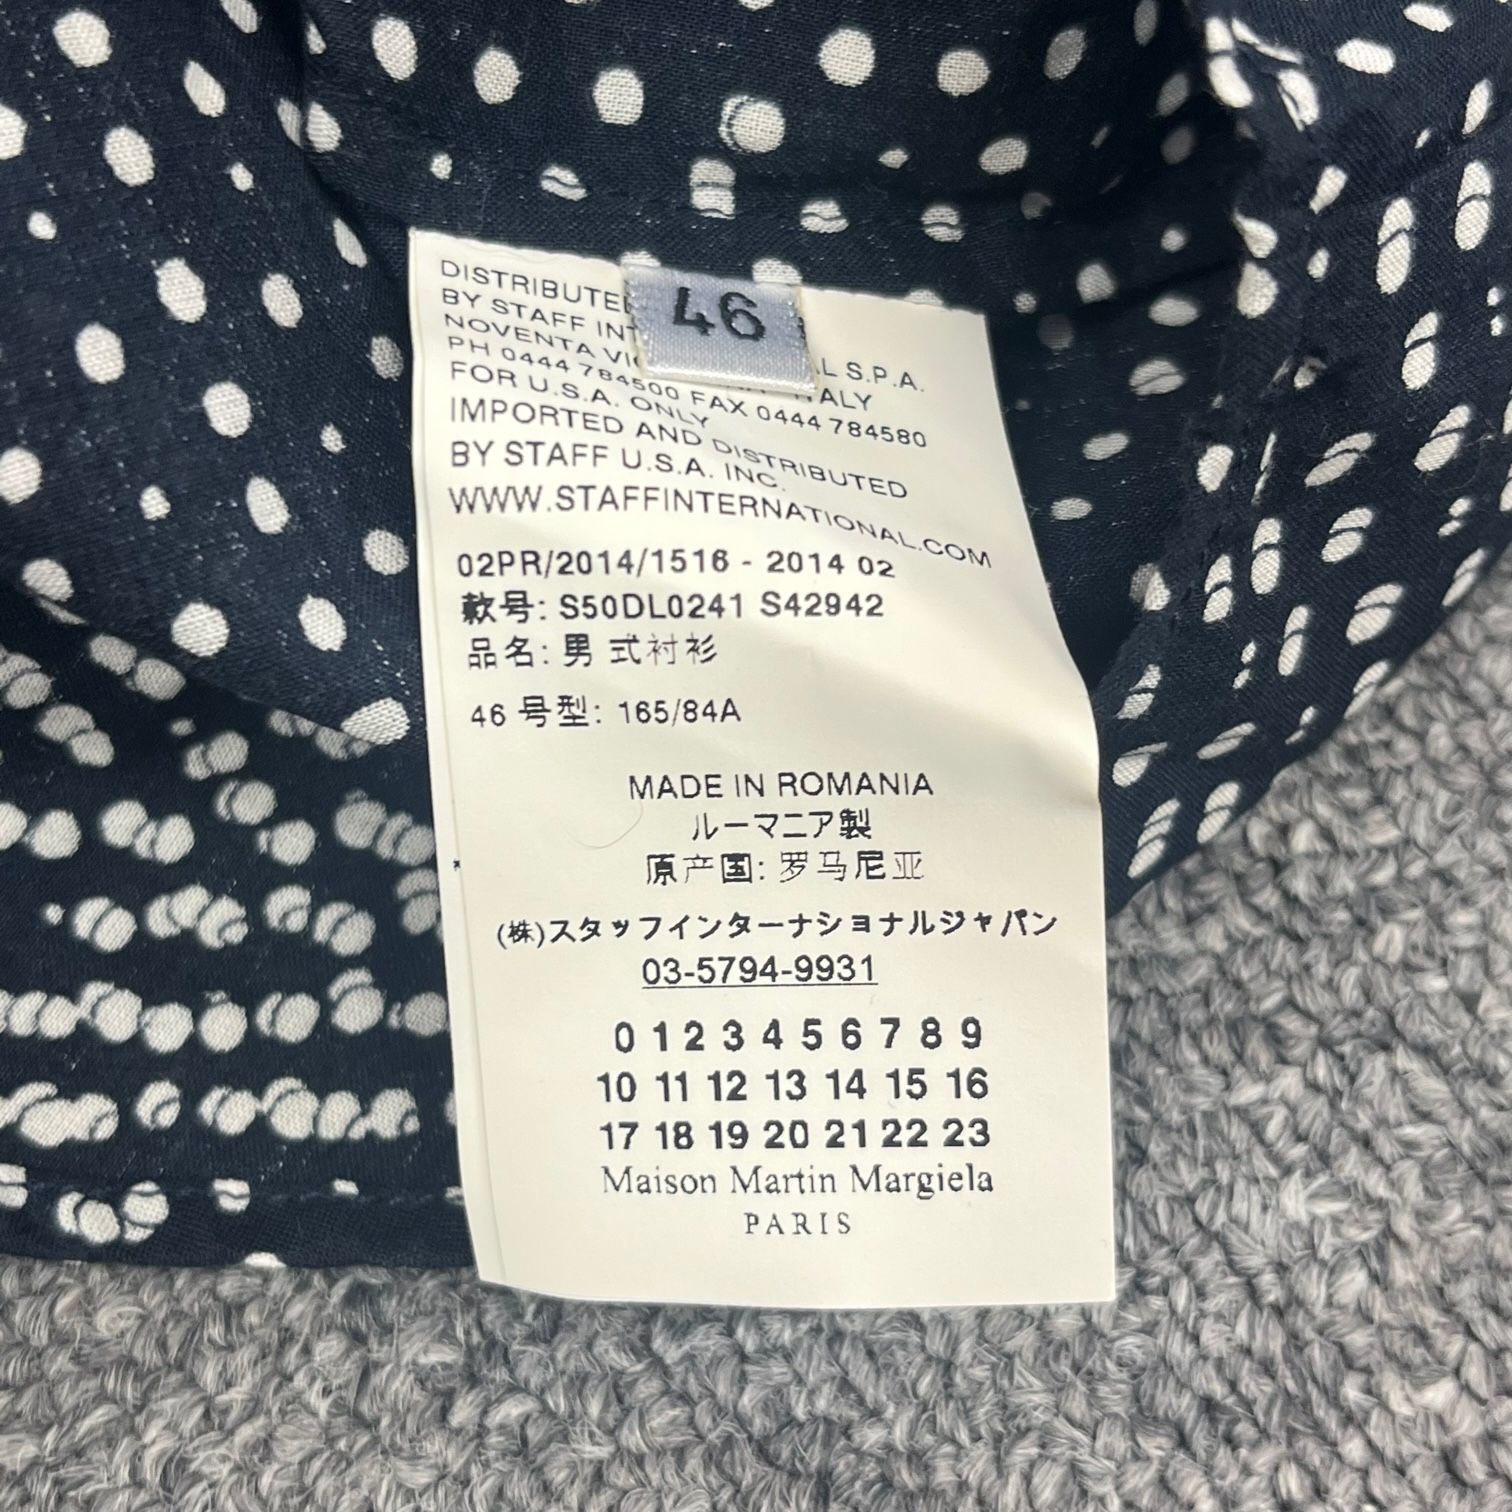 46
DISTRIBUTED
BY STAFF INT L S.P.A.
NOVENTA VI ITALY
PH 0444 784500 FAX 0444 784580
FOR U.S.A. ONLY
IMPORTED AND DISTRIBUTED
BY STAFF U.S.A. INC.
WWW.STAFFINTERNATIONAL.COM
02PR/2014/1516 - 2014 02
款号: S50DL0241 S42942
品名: 男 式衬衫
46 号型: 165/84A
MADE IN ROMANIA
ルーマニア製
原产国: 罗马尼亚
(株)スタッフインターナショナルジャパン
03-5794-9931
0 1 2 3 4 5 6 7 8 9
10 11 12 13 14 15 16
17 18 19 20 21 22 23
Maison Martin Margiela
PARIS